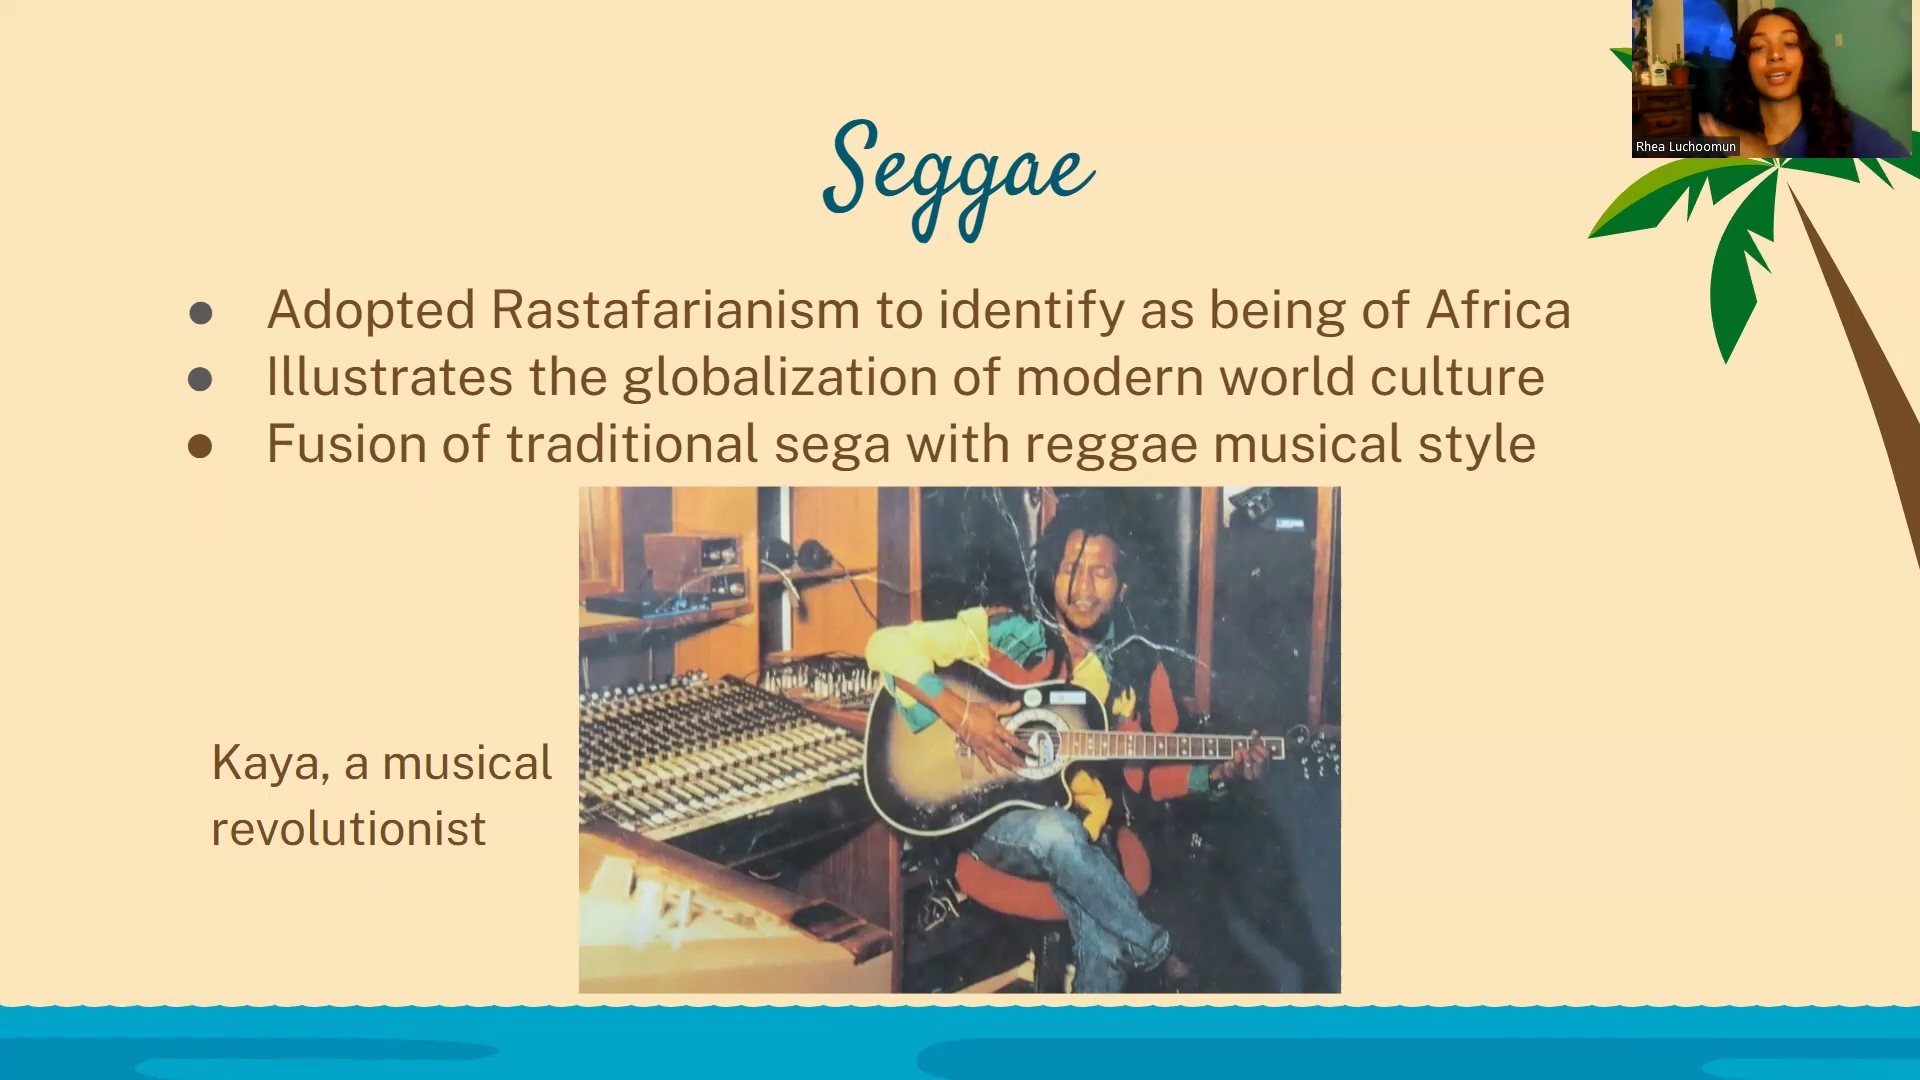 Rhea Luchoomun
Seggae
Adopted Rastafarianism to identify as being of Africa
Illustrates the globalization of modern world culture
Fusion of traditional sega with reggae musical style
Kaya, a musical
revolutionist